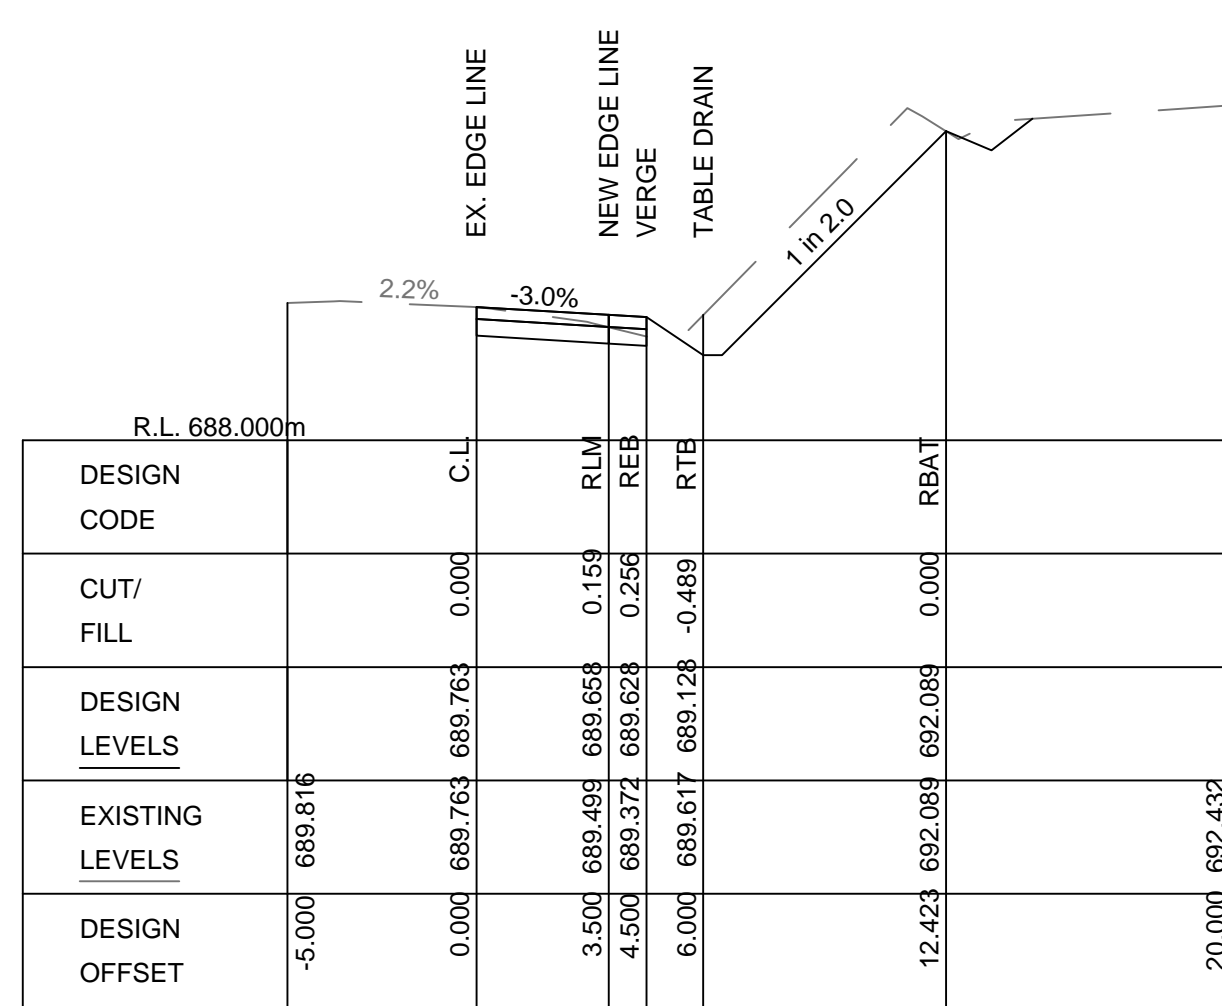 EX. EDGE LINE
NEW EDGE LINE
VERGE
TABLE DRAIN
1 in 2.0
2.2%
-3.0%
R.L. 688.000m
DESIGN
CODE
C.L.
RLM
REB
RTB
RBAT
CUT/
FILL
0.000
0.159
0.256
-0.489
0.000
DESIGN
LEVELS
689.763
689.658
689.628
689.128
692.089
EXISTING
LEVELS
689.816
689.763
689.499
689.372
689.617
692.089
692.432
DESIGN
OFFSET
-5.000
0.000
3.500
4.500
6.000
12.423
20.000